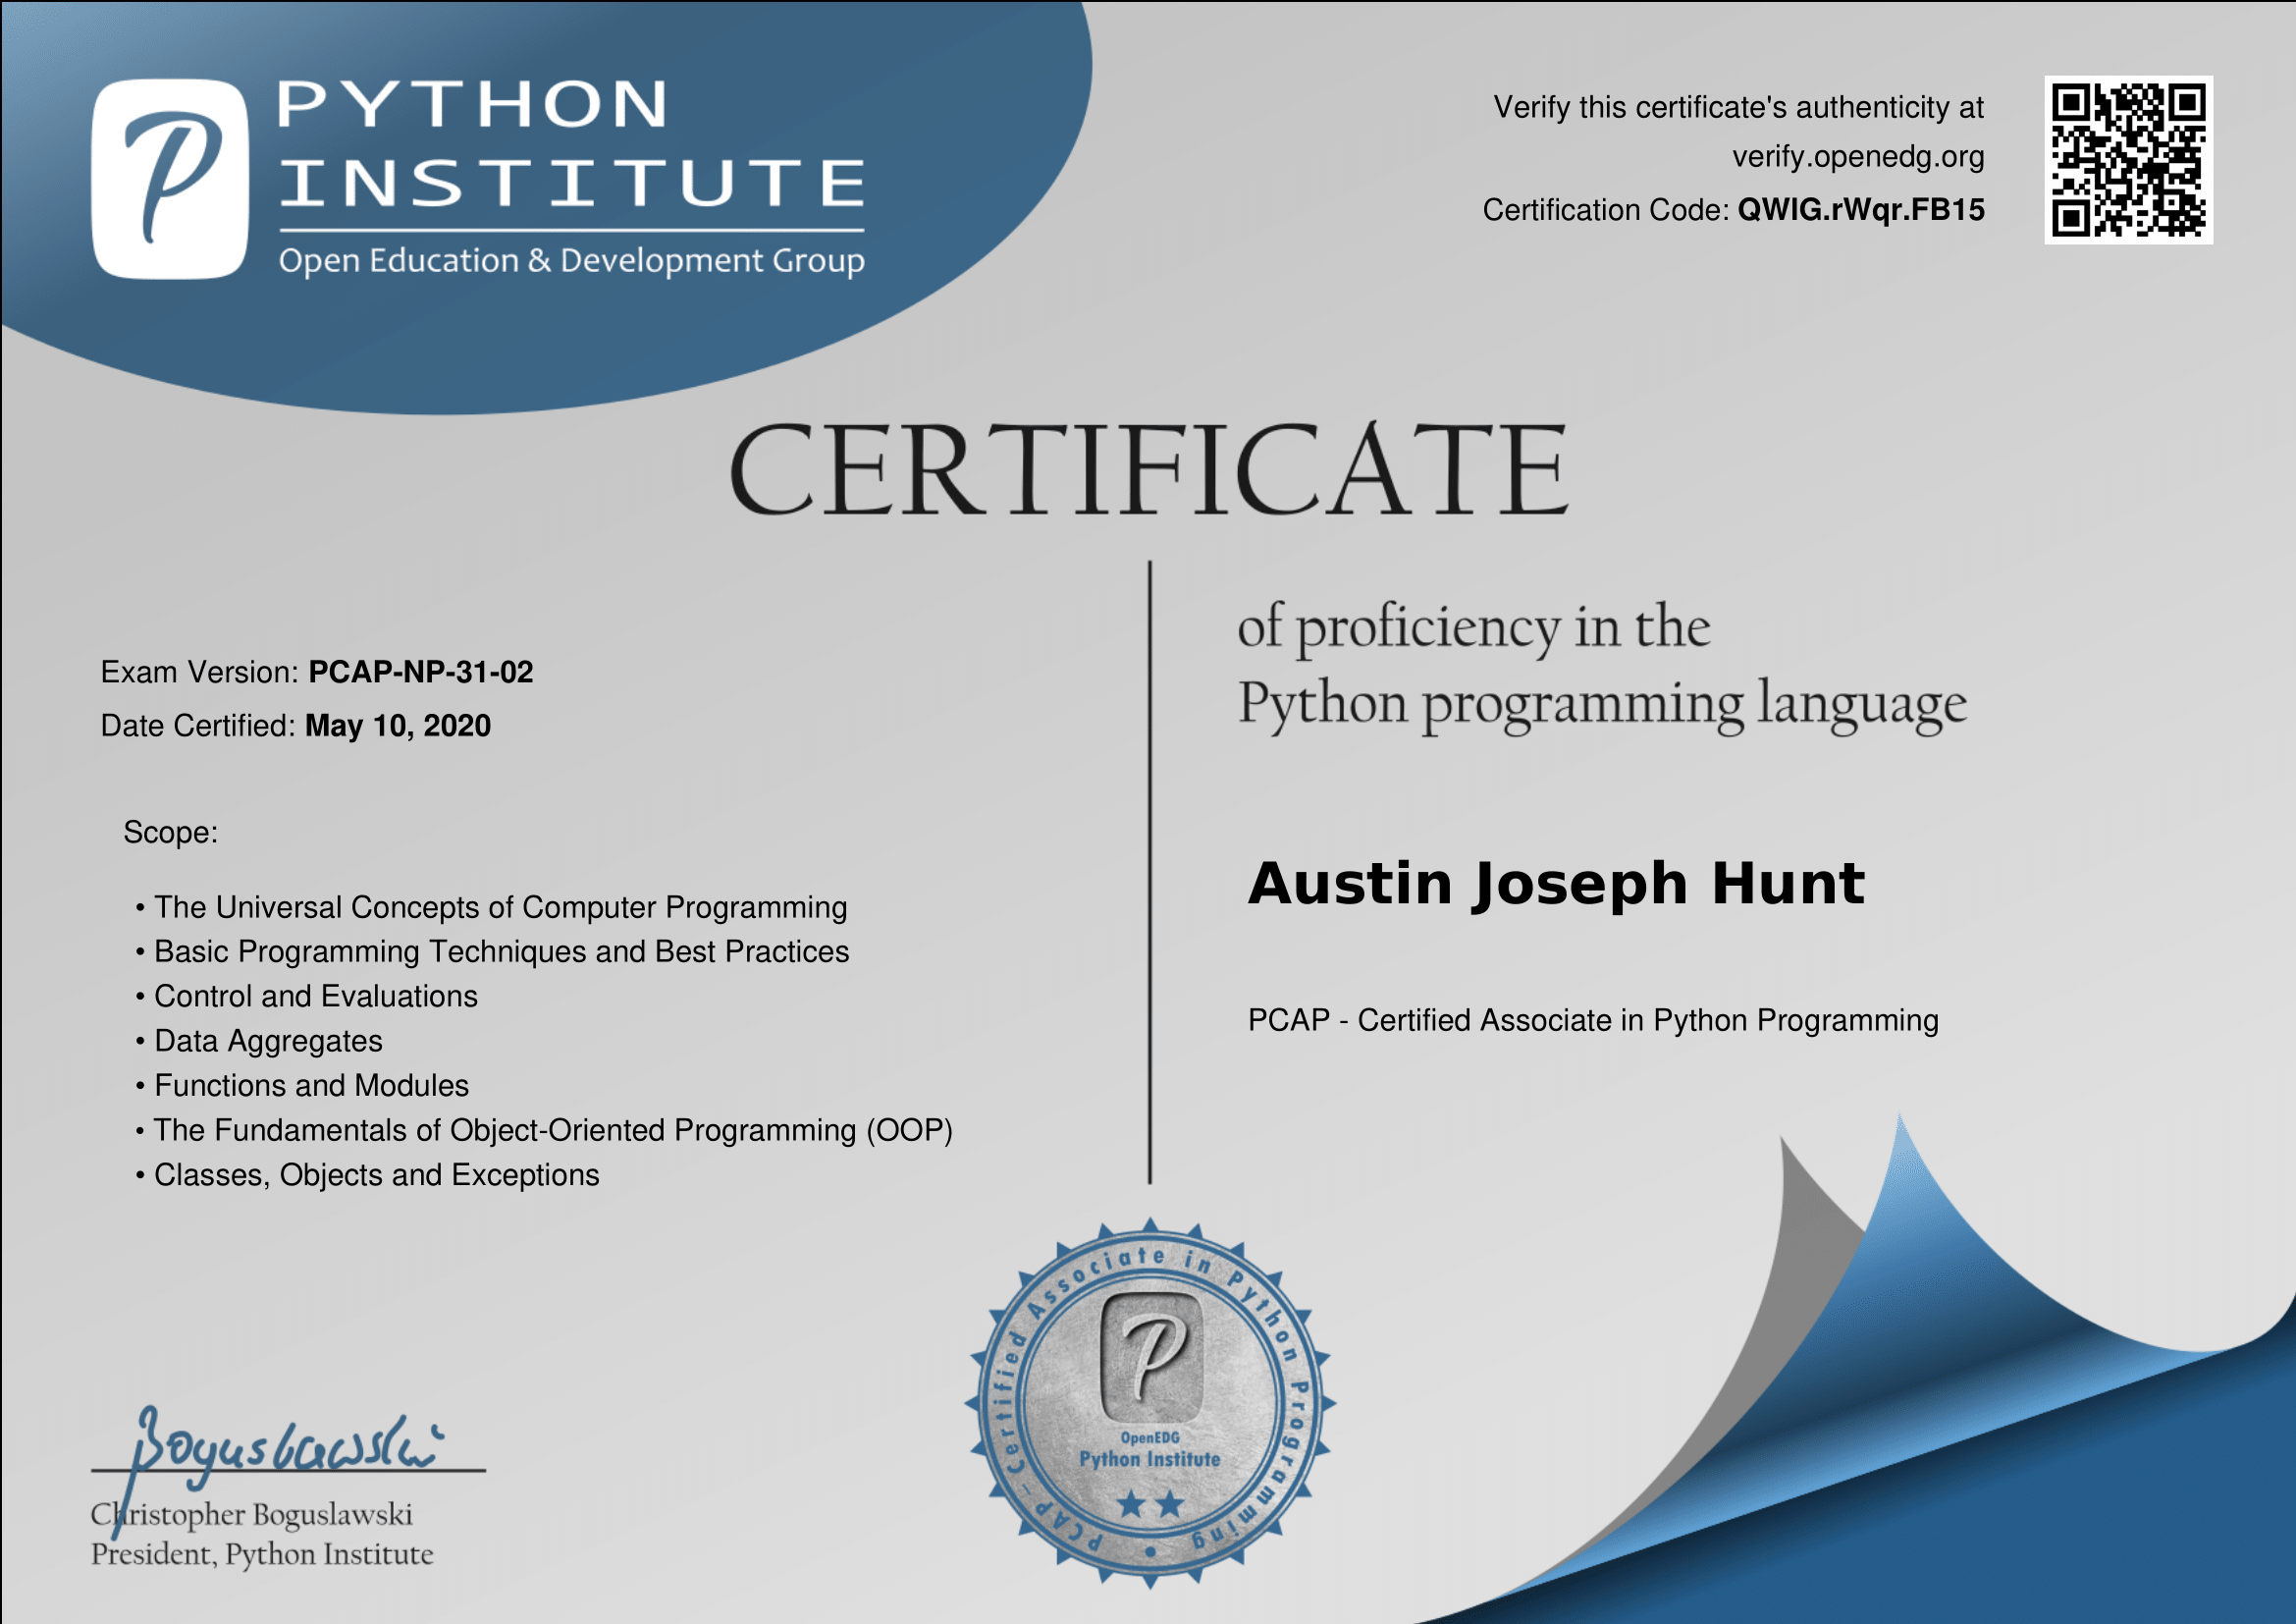 PYTHON
INSTITUTE
Open Education & Development Group
Verify this certificate's authenticity at
verify.openedg.org
Certification Code: QWlG.rWqr.FB15
CERTIFICATE
of proficiency in the
Python programming language
Exam Version: PCAP-NP-31-02
Date Certified: May 10, 2020
Scope:
• The Universal Concepts of Computer Programming
• Basic Programming Techniques and Best Practices
• Control and Evaluations
• Data Aggregates
• Functions and Modules
• The Fundamentals of Object-Oriented Programming (OOP)
• Classes, Objects and Exceptions
Austin Joseph Hunt
PCAP - Certified Associate in Python Programming
PCAP - Certified Associate in Python Programming •
P
OpenEDG
Python Institute
Boguslawski
Christopher Boguslawski
President, Python Institute